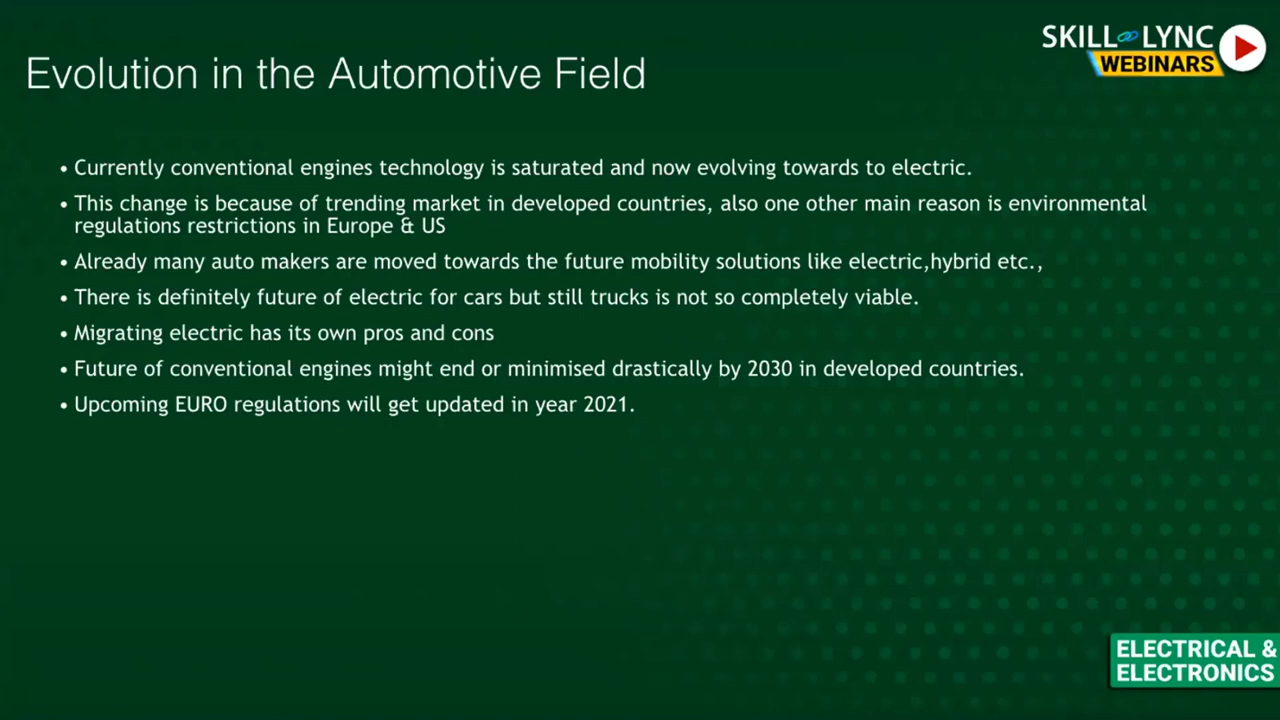 SKILL LYNC
WEBINARS
Evolution in the Automotive Field
• Currently conventional engines technology is saturated and now evolving towards to electric.
• This change is because of trending market in developed countries, also one other main reason is environmental
regulations restrictions in Europe & US
• Already many auto makers are moved towards the future mobility solutions like electric,hybrid etc.,
• There is definitely future of electric for cars but still trucks is not so completely viable.
• Migrating electric has its own pros and cons
• Future of conventional engines might end or minimised drastically by 2030 in developed countries.
• Upcoming EURO regulations will get updated in year 2021.
ELECTRICAL &
ELECTRONICS